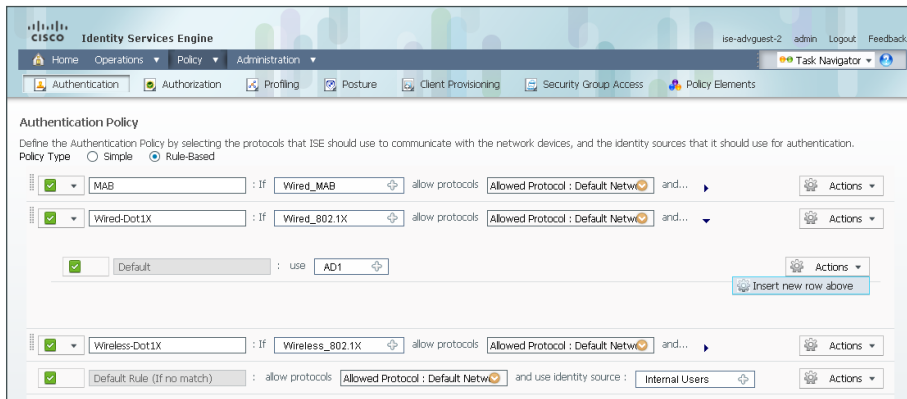 CISCO Identity Services Engine
ise-advguest-2 admin Logout Feedback
Home Operations Policy Administration
Task Navigator
Authentication Authorization Profiling Posture Client Provisioning Security Group Access Policy Elements
Authentication Policy
Define the Authentication Policy by selecting the protocols that ISE should use to communicate with the network devices, and the identity sources that it should use for authentication.
Policy Type Simple Rule-Based
MAB : If Wired_MAB allow protocols Allowed Protocol : Default Netw and... Actions
Wired-Dot1X : If Wired_802.1X allow protocols Allowed Protocol : Default Netw and... Actions
Default : use AD1 Actions
Insert new row above
Wireless-Dot1X : If Wireless_802.1X allow protocols Allowed Protocol : Default Netw and... Actions
Default Rule (If no match) : allow protocols Allowed Protocol : Default Netw and use identity source : Internal Users Actions